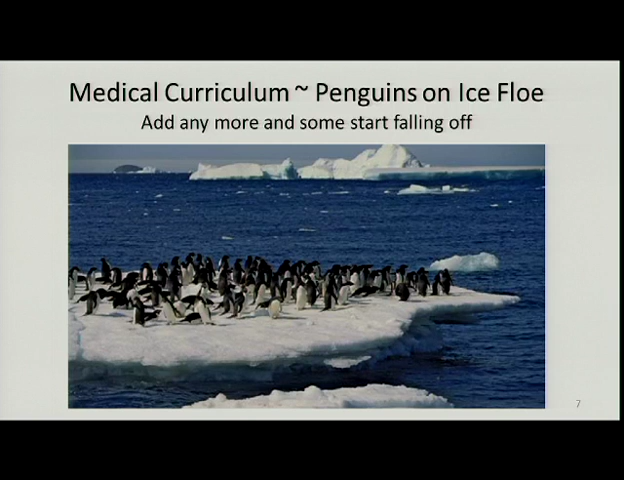 Medical Curriculum ~ Penguins on Ice Floe
Add any more and some start falling off
7